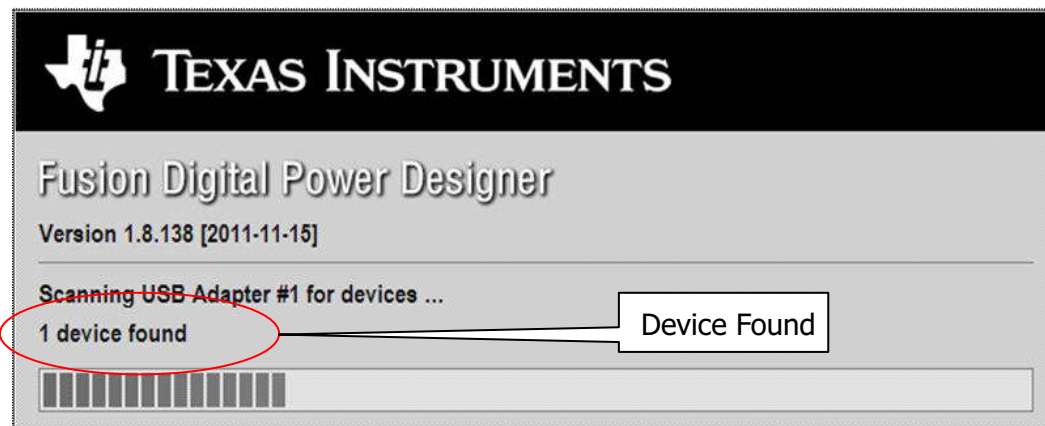 TEXAS INSTRUMENTS
Fusion Digital Power Designer
Version 1.8.138 [2011-11-15]
Scanning USB Adapter #1 for devices ...
1 device found
Device Found